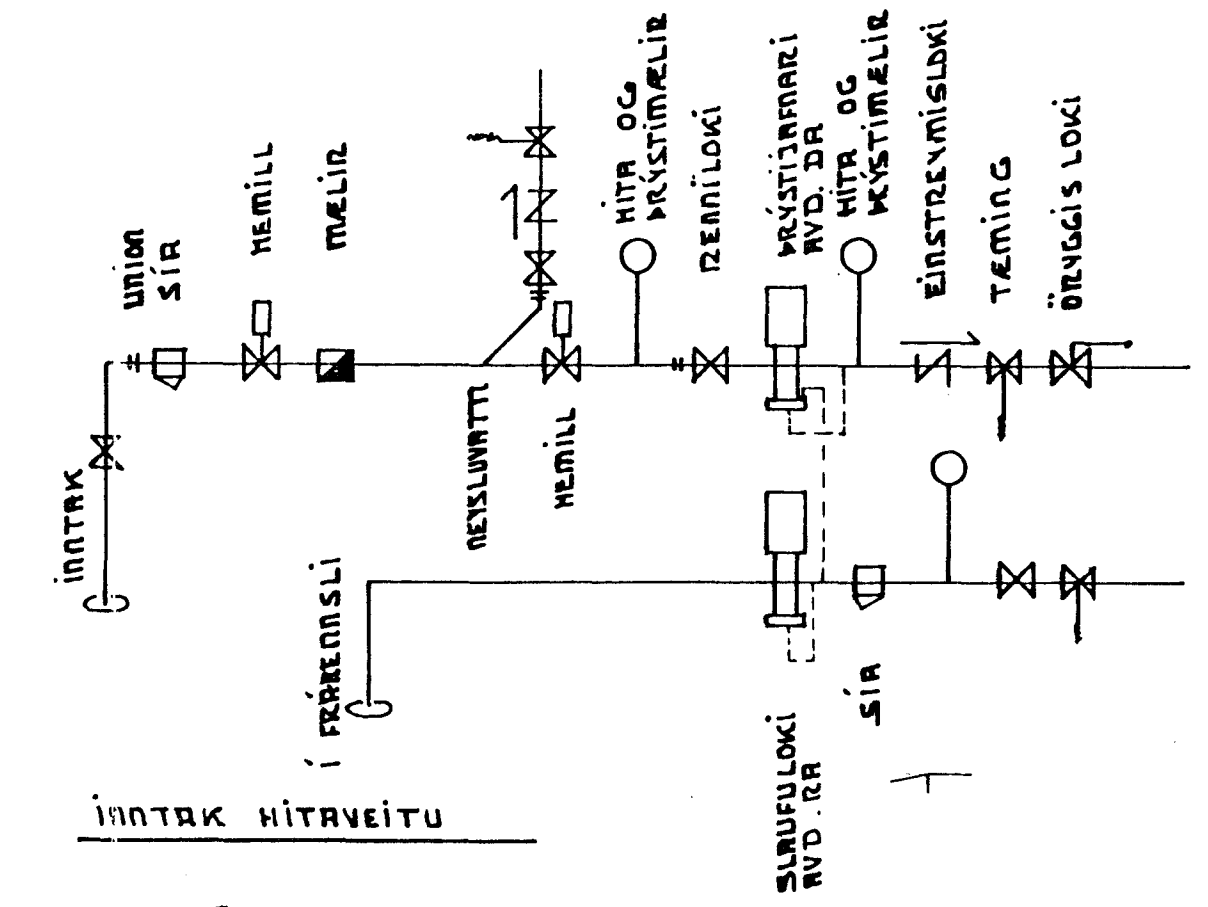 INNTAK
UNION
SÍA
HEMILL
MÆLIR
NEYSLUVATN
HEMILL
HITA OG
ÞRÝSTIMÆLIR
RENNILOKI
ÞRÝSTIJAFNARI
AVD. DA
HITA OG
ÞRÝSTIMÆLIR
EINSTREYMISLOKI
TÆMING
ÖRYGGISLOKI
Í FRÁRENNSLI
SLAUFULOKI
AVD. RA
SÍA
INNTAK HITAVEITU